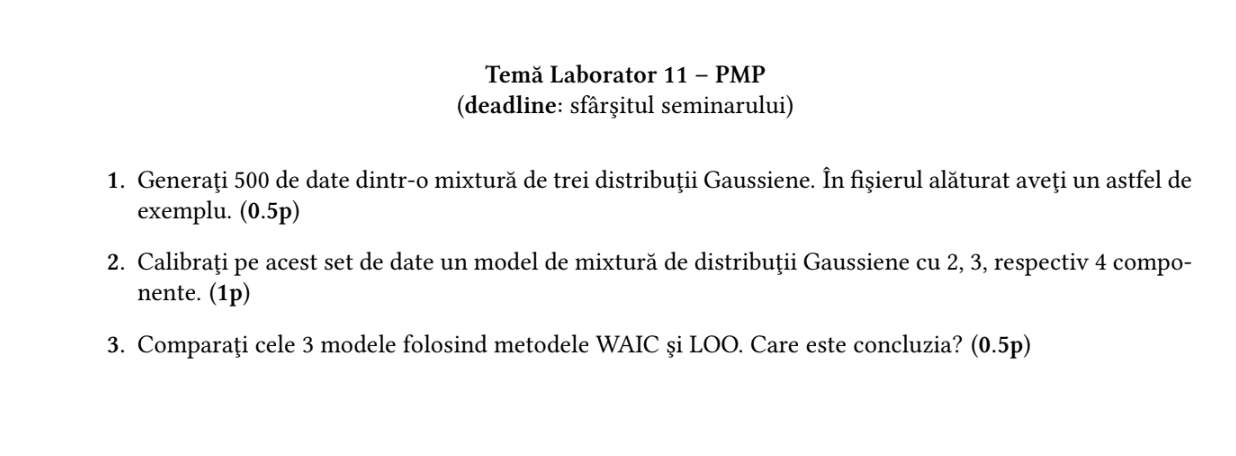 Temă Laborator 11 – PMP
(deadline: sfârşitul seminarului)
1. Generaţi 500 de date dintr-o mixtură de trei distribuţii Gaussiene. În fişierul alăturat aveţi un astfel de
exemplu. (0.5p)
2. Calibraţi pe acest set de date un model de mixtură de distribuţii Gaussiene cu 2, 3, respectiv 4 compo-
nente. (1p)
3. Comparaţi cele 3 modele folosind metodele WAIC şi LOO. Care este concluzia? (0.5p)